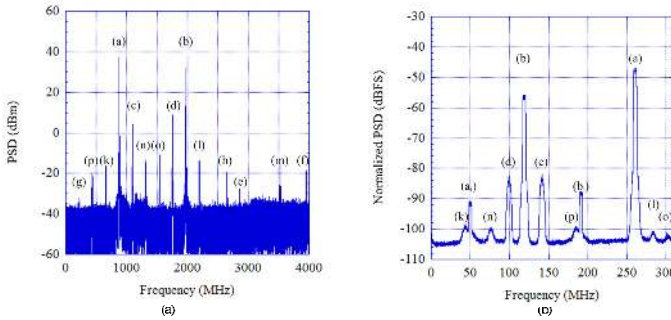 60
40
20
0
-20
-40
-60
PSD (dBm)
(a)
(b)
(c)
(d)
(n)
(o)
(p)
(k)
(g)
(l)
(h)
(e)
(m)
(f)
0
1000
2000
3000
4000
Frequency (MHz)
(a)
-30
-40
-50
-60
-70
-80
-90
-100
-110
Normalized PSD (dBFS)
(b)
(a)
(d)
(c)
(b)
(k)
(n)
(p)
(l)
(o)
0
50
100
150
200
250
300
Frequency (MHz)
(b)